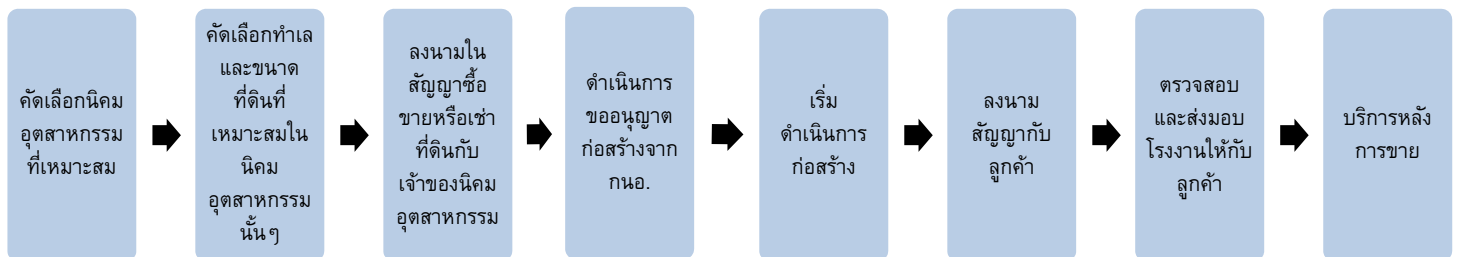 คัดเลือกนิคม
อุตสาหกรรม
ที่เหมาะสม
คัดเลือกทำเล
และขนาด
ที่ดินที่
เหมาะสมใน
นิคม
อุตสาหกรรม
นั้นๆ
ลงนามใน
สัญญาซื้อ
ขายหรือเช่า
ที่ดินกับ
เจ้าของนิคม
อุตสาหกรรม
ดำเนินการ
ขออนุญาต
ก่อสร้างจาก
กนอ.
เริ่ม
ดำเนินการ
ก่อสร้าง
ลงนาม
สัญญากับ
ลูกค้า
ตรวจสอบ
และส่งมอบ
โรงงานให้กับ
ลูกค้า
บริการหลัง
การขาย